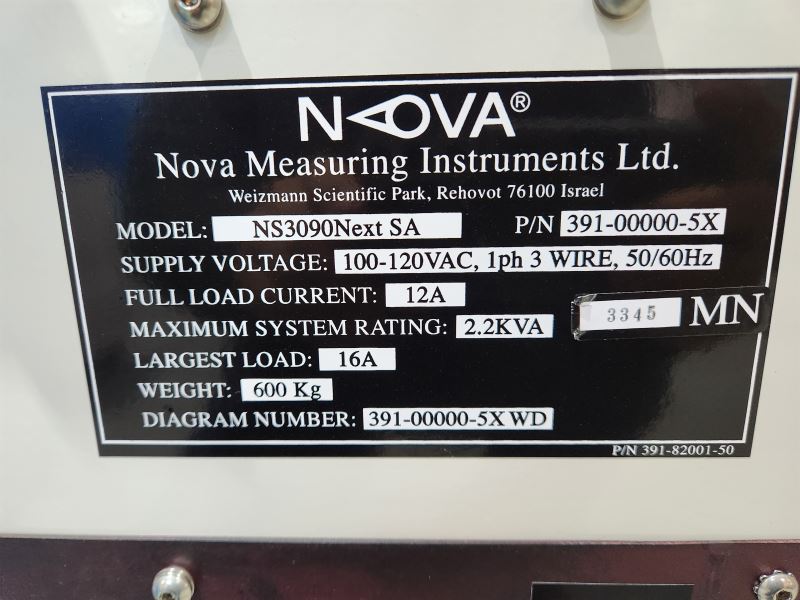 NOVA®
Nova Measuring Instruments Ltd.
Weizmann Scientific Park, Rehovot 76100 Israel
MODEL: NS3090Next SA P/N 391-00000-5X
SUPPLY VOLTAGE: 100-120VAC, 1ph 3 WIRE, 50/60Hz
FULL LOAD CURRENT: 12A
MAXIMUM SYSTEM RATING: 2.2KVA 3345 MN
LARGEST LOAD: 16A
WEIGHT: 600 Kg
DIAGRAM NUMBER: 391-00000-5X WD
P/N 391-82001-50